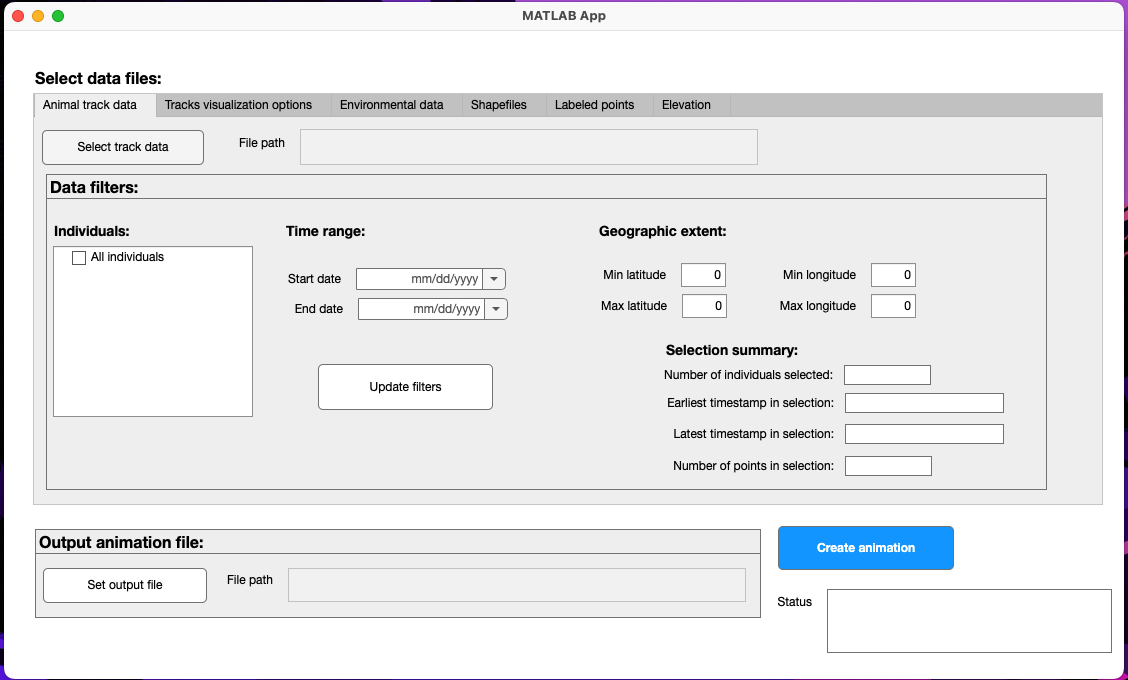 MATLAB App
Select data files:
Animal track data Tracks visualization options Environmental data Shapefiles Labeled points Elevation
Select track data File path
Data filters:
Individuals: Time range: Geographic extent:
All individuals
Start date mm/dd/yyyy Min latitude 0 Min longitude 0
End date mm/dd/yyyy Max latitude 0 Max longitude 0
Selection summary:
Number of individuals selected:
Update filters
Earliest timestamp in selection:
Latest timestamp in selection:
Number of points in selection:
Output animation file:
Create animation
Set output file File path
Status